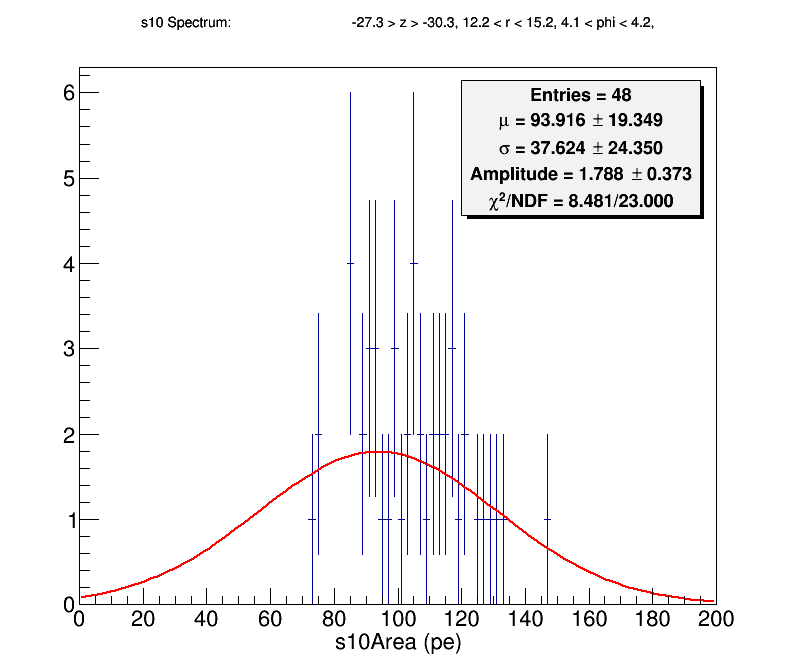 s10 Spectrum: -27.3 > z > -30.3, 12.2 < r < 15.2, 4.1 < phi < 4.2,
Entries = 48
μ = 93.916 ± 19.349
σ = 37.624 ± 24.350
Amplitude = 1.788 ± 0.373
χ²/NDF = 8.481/23.000
6
5
4
3
2
1
0
0 20 40 60 80 100 120 140 160 180 200
s10Area (pe)